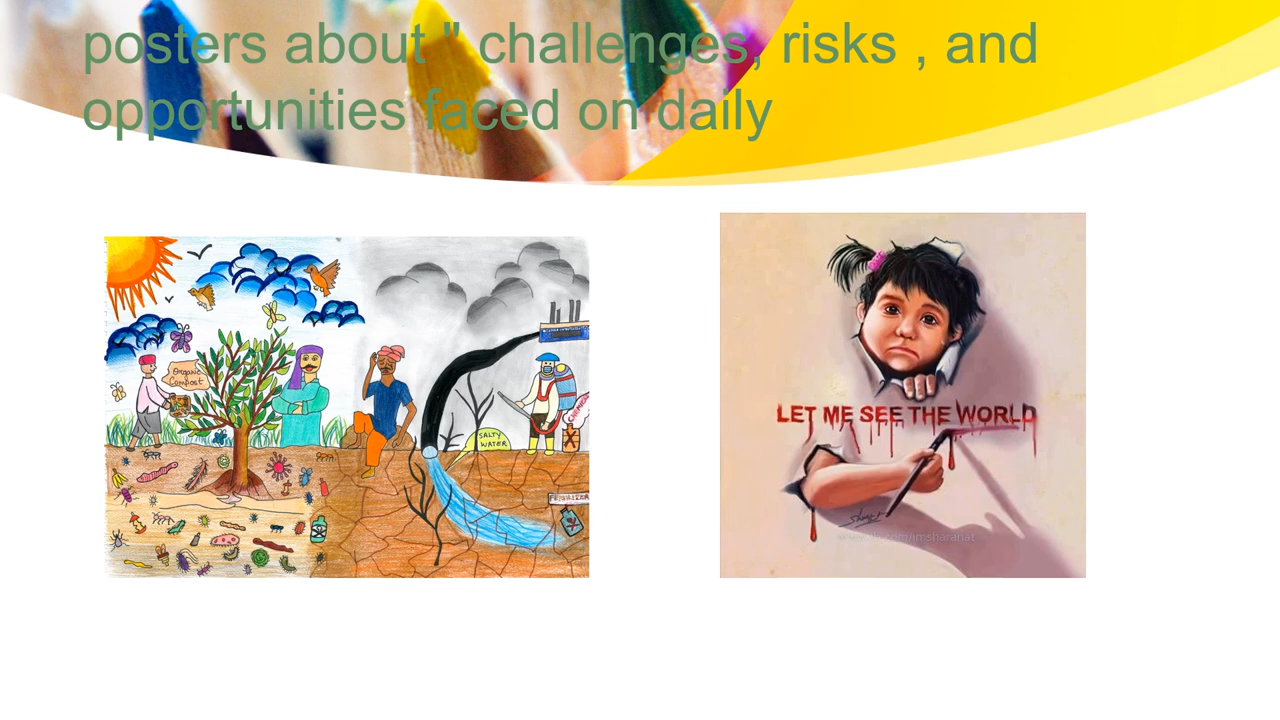 posters about " challenges, risks , and
opportunities faced on daily
Organic
Compost
SALTY
WATER
CHEMICAL
FERTILIZER
LET ME SEE THE WORLD